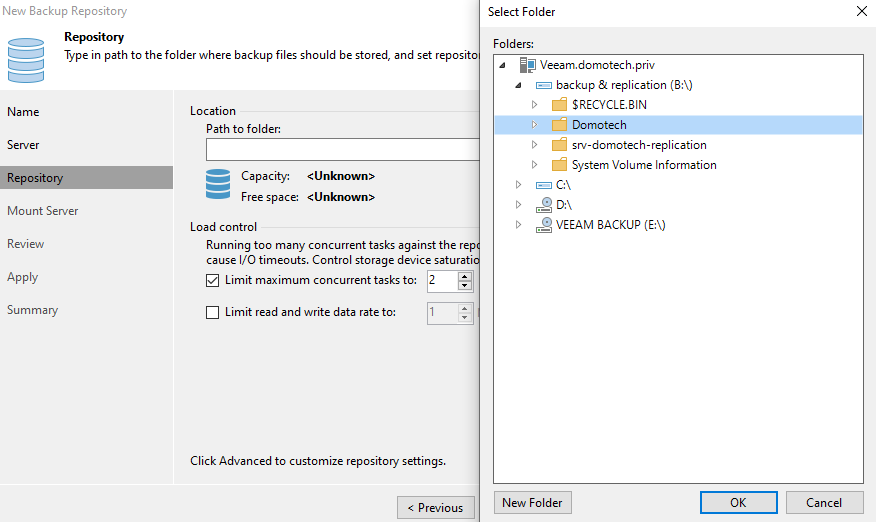 New Backup Repository
Repository
Type in path to the folder where backup files should be stored, and set reposito
Name
Server
Repository
Mount Server
Review
Apply
Summary
Location
Path to folder:
Capacity: <Unknown>
Free space: <Unknown>
Load control
Running too many concurrent tasks against the repo
cause I/O timeouts. Control storage device saturatio
Limit maximum concurrent tasks to: 2
Limit read and write data rate to: 1
Click Advanced to customize repository settings.
< Previous
Select Folder
Folders:
Veeam.domotech.priv
backup & replication (B:\)
$RECYCLE.BIN
Domotech
srv-domotech-replication
System Volume Information
C:\
D:\
VEEAM BACKUP (E:\)
New Folder OK Cancel